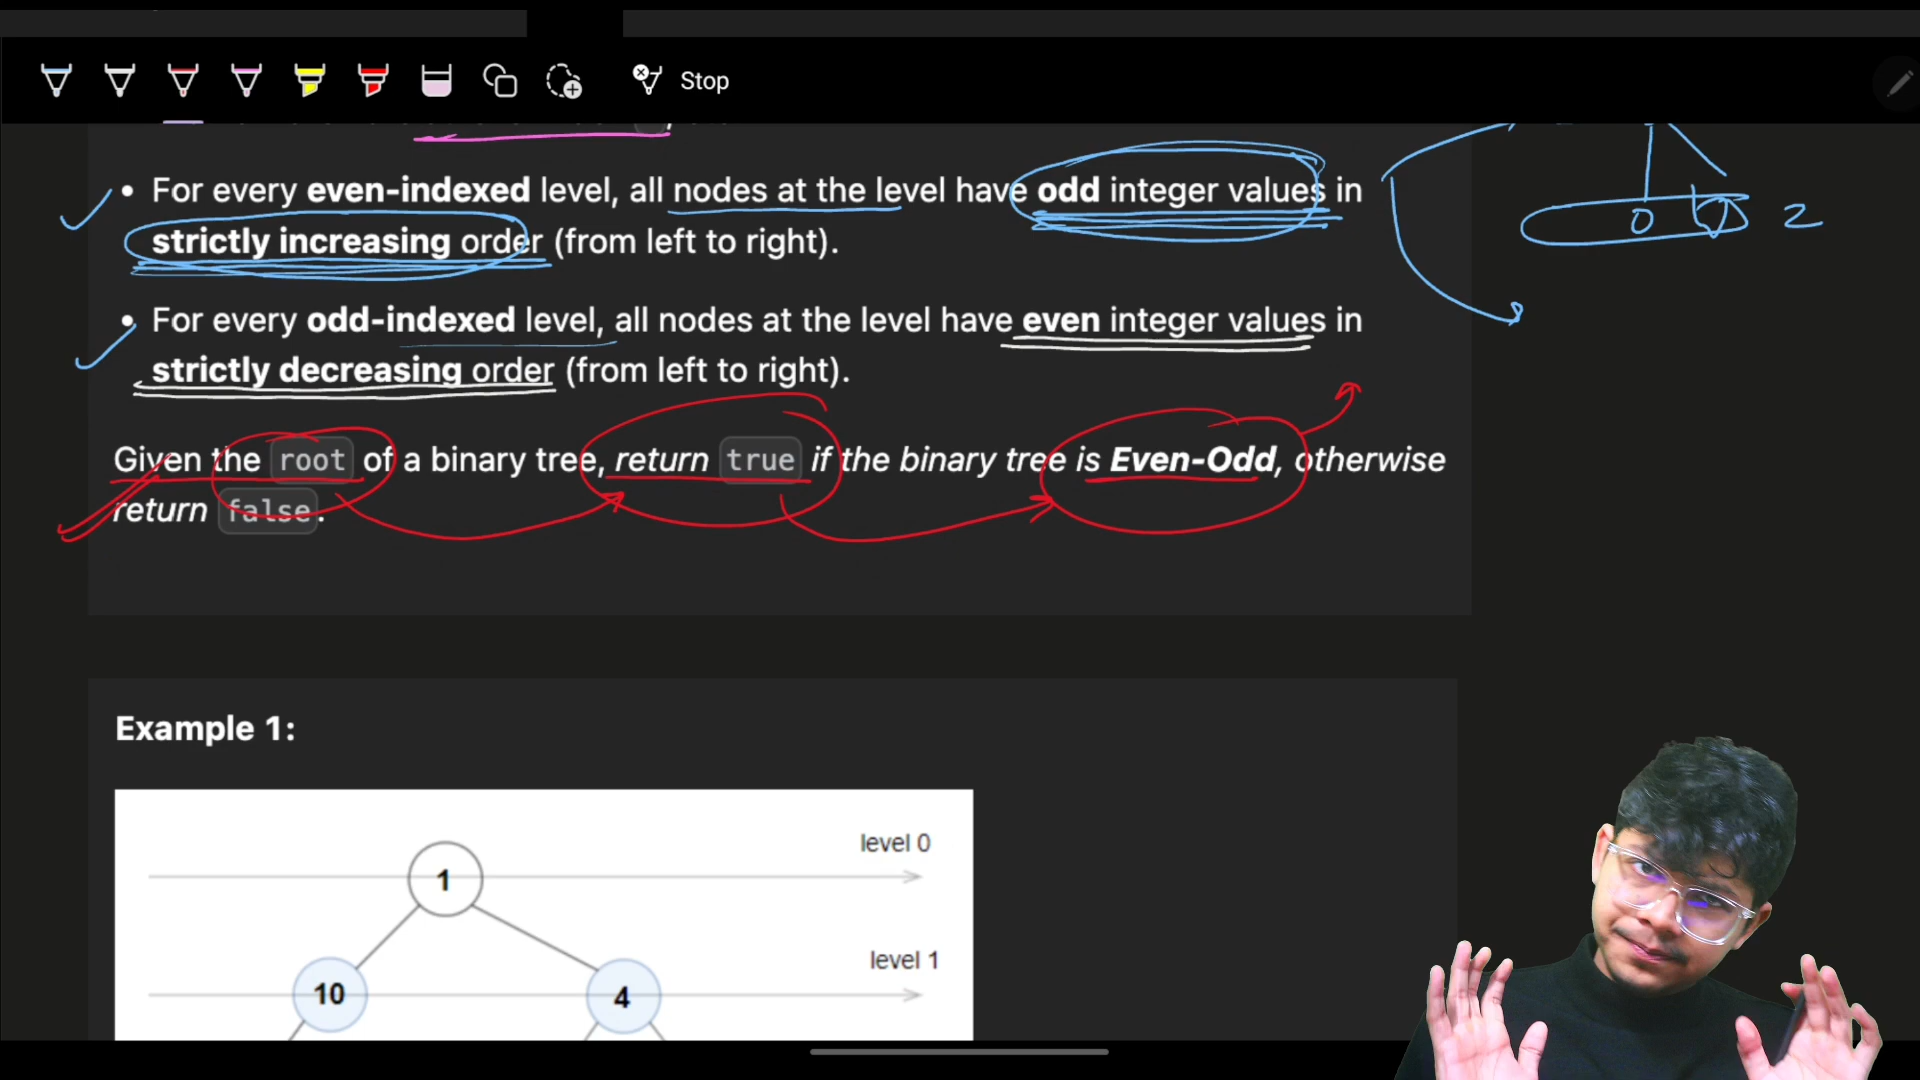 Stop
• For every even-indexed level, all nodes at the level have odd integer values in
strictly increasing order (from left to right).
0 2
• For every odd-indexed level, all nodes at the level have even integer values in
strictly decreasing order (from left to right).
Given the root of a binary tree, return true if the binary tree is Even-Odd, otherwise
return false.
Example 1:
level 0
1
level 1
10 4